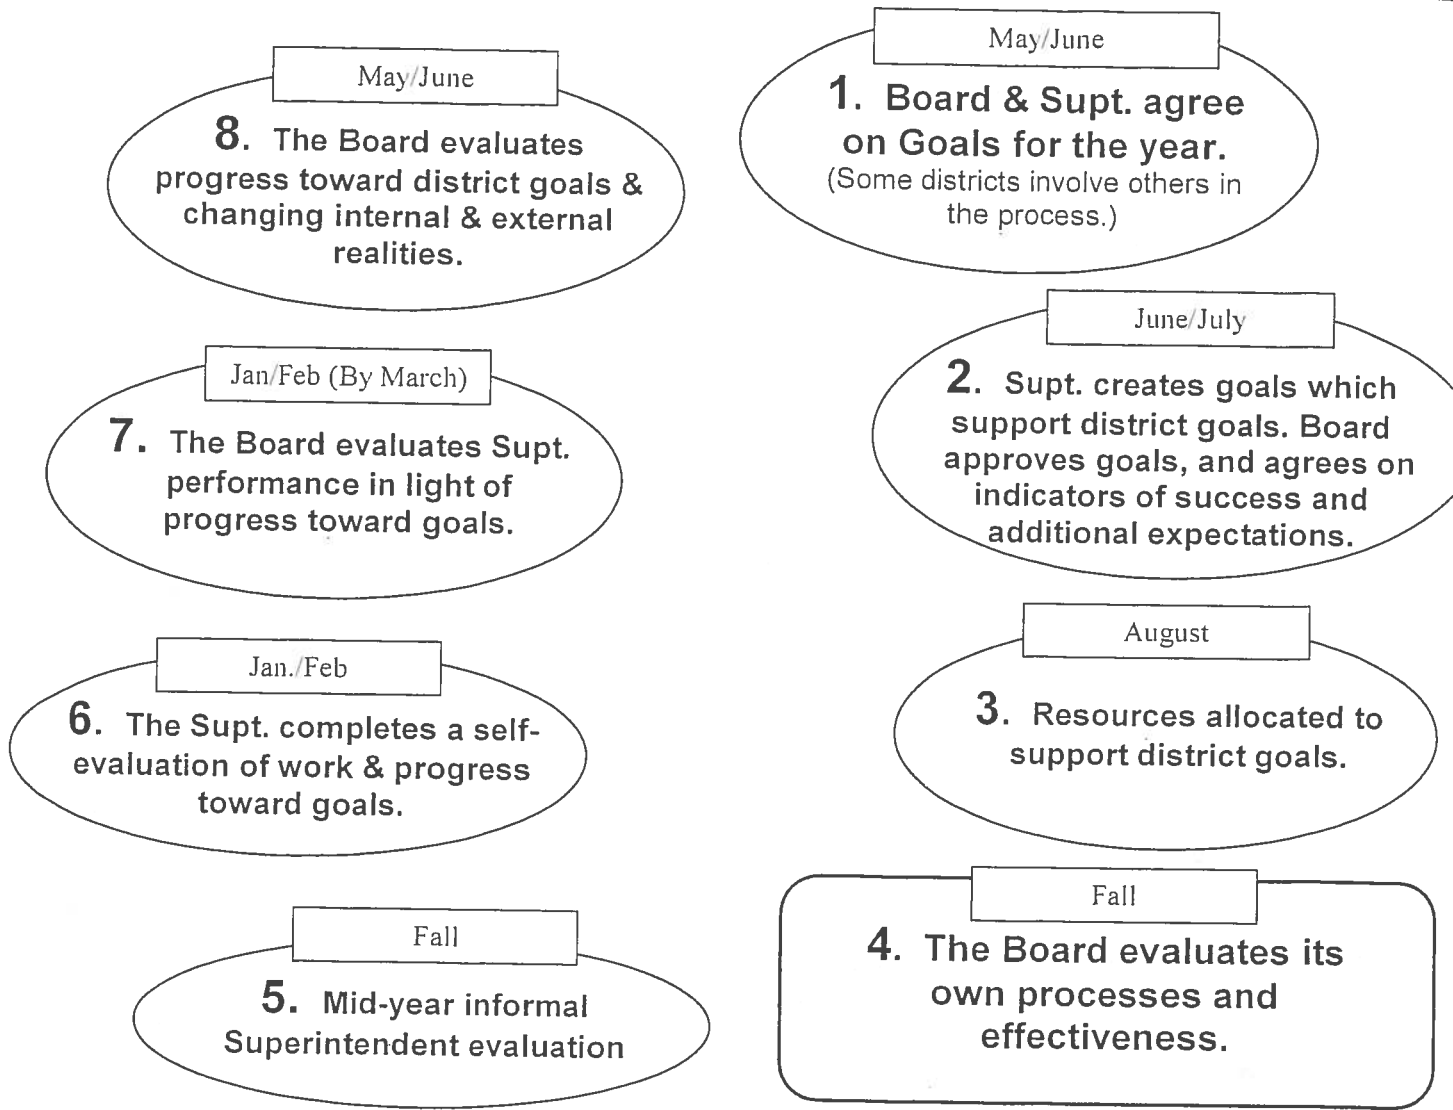 May/June
1. Board & Supt. agree
on Goals for the year.
(Some districts involve others in
the process.)
June/July
2. Supt. creates goals which
support district goals. Board
approves goals, and agrees on
indicators of success and
additional expectations.
August
3. Resources allocated to
support district goals.
Fall
4. The Board evaluates its
own processes and
effectiveness.
Fall
5. Mid-year informal
Superintendent evaluation
Jan./Feb
6. The Supt. completes a self-
evaluation of work & progress
toward goals.
Jan/Feb (By March)
7. The Board evaluates Supt.
performance in light of
progress toward goals.
May/June
8. The Board evaluates
progress toward district goals &
changing internal & external
realities.